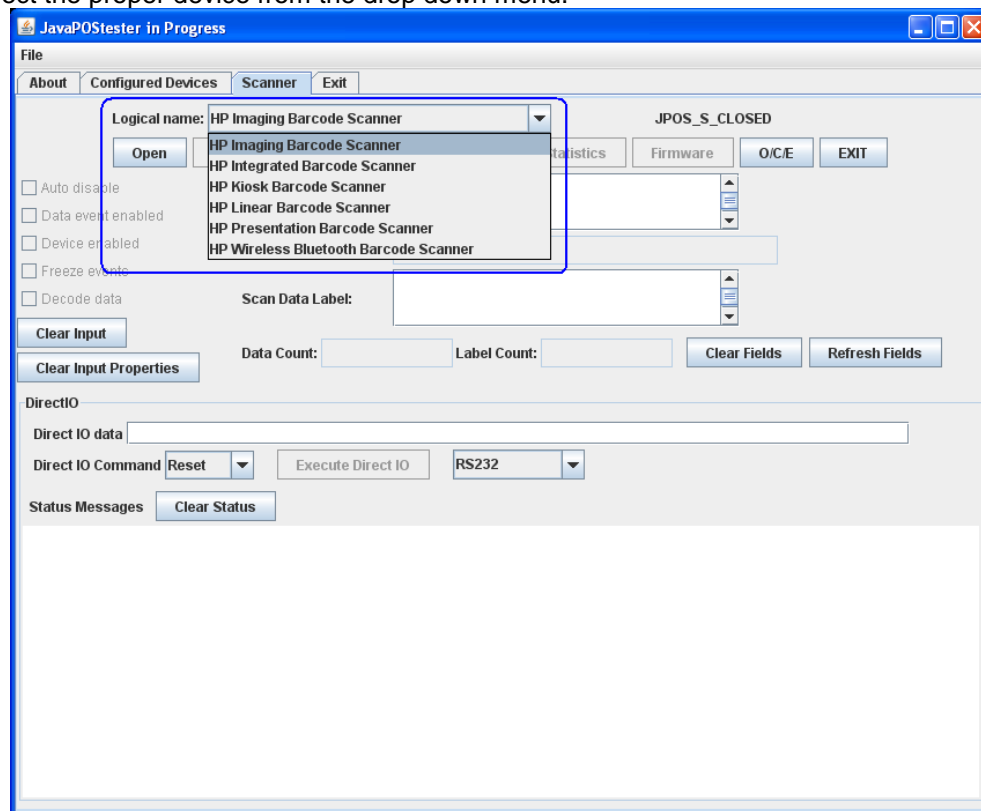 ect the proper device from the drop down menu.
JavaPOStester in Progress
File
About Configured Devices Scanner Exit
Logical name: HP Imaging Barcode Scanner JPOS_S_CLOSED
HP Imaging Barcode Scanner
HP Integrated Barcode Scanner
HP Kiosk Barcode Scanner
HP Linear Barcode Scanner
HP Presentation Barcode Scanner
HP Wireless Bluetooth Barcode Scanner
Open Statistics Firmware O/C/E EXIT
Auto disable
Data event enabled
Device enabled
Freeze events
Decode data Scan Data Label:
Clear Input
Clear Input Properties
Data Count: Label Count: Clear Fields Refresh Fields
DirectIO
Direct IO data
Direct IO Command Reset Execute Direct IO RS232
Status Messages Clear Status